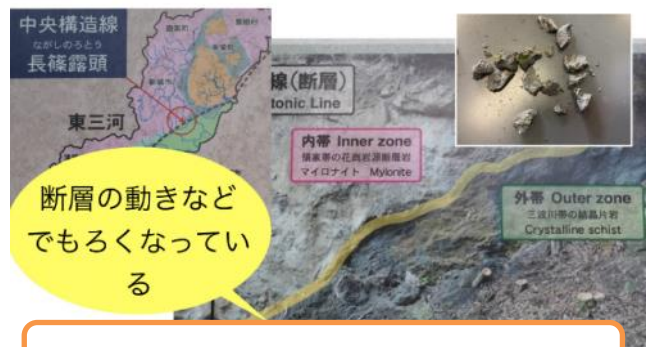 中央構造線
ながしのろとう
長篠露頭
東三河
線(断層)
tonic Line
内帯 Inner zone
領家帯の花崗岩源断層岩
マイロナイト Mylonite
外帯 Outer zone
三波川帯の結晶片岩
Crystalline schist
断層の動きなど
でもろくなってい
る